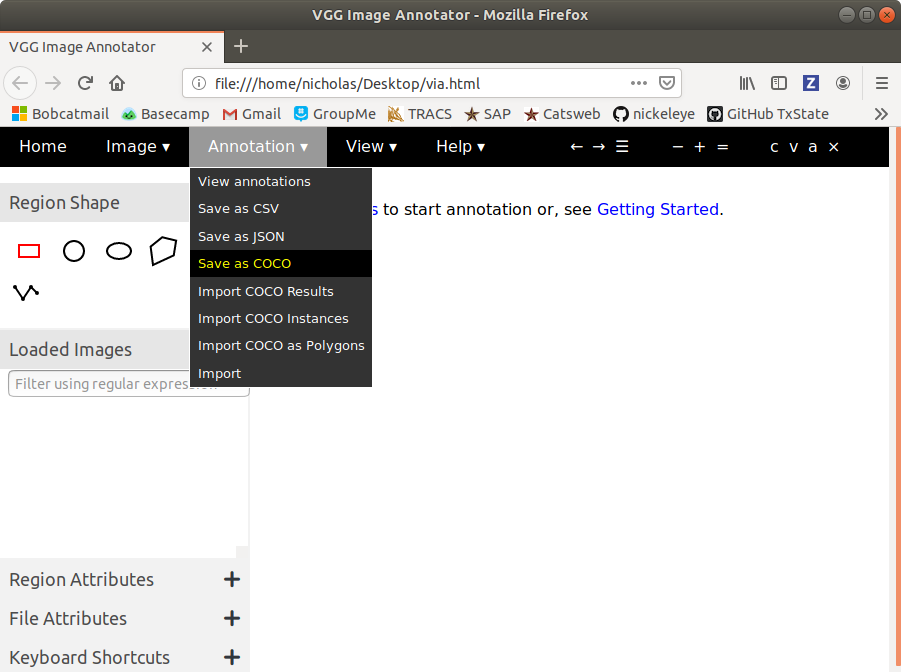 VGG Image Annotator - Mozilla Firefox
VGG Image Annotator
file:///home/nicholas/Desktop/via.html
Z
Bobcatmail Basecamp Gmail GroupMe TRACS SAP Catsweb nickeleye GitHub TxState
Home Image ▾ Annotation ▾ View ▾ Help ▾ ← → ☰ − + = c v a ×
View annotations
Save as CSV
Save as JSON
Save as COCO
Import COCO Results
Import COCO Instances
Import COCO as Polygons
Import
Region Shape
s to start annotation or, see Getting Started.
Loaded Images
Filter using regular expression
Region Attributes +
File Attributes +
Keyboard Shortcuts +